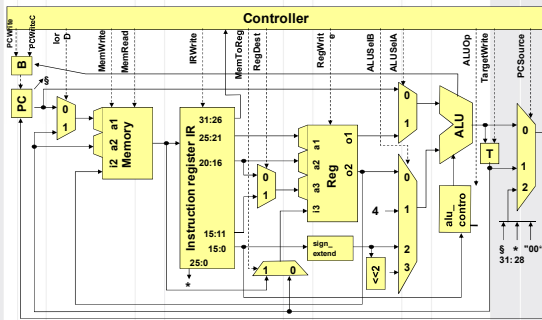 Controller
PCWrite
PCWriteC
IorD
MemWrite
MemRead
IRWrite
MemToReg
RegDest
RegWrite
ALUSelB
ALUSelA
ALUOp
TargetWrite
PCSource
B
§
PC
0
1
a1
i2 a2
Memory
Instruction register IR
31:26
25:21
20:16
15:11
15:0
25:0
*
0
1
1 0
a1
a2
a3
i3
Reg
o1
o2
sign_
extend
<<2
4
0
1
0
1
2
3
ALU
alu_
contro
T
0
1
2
§ * "00"
31: 28